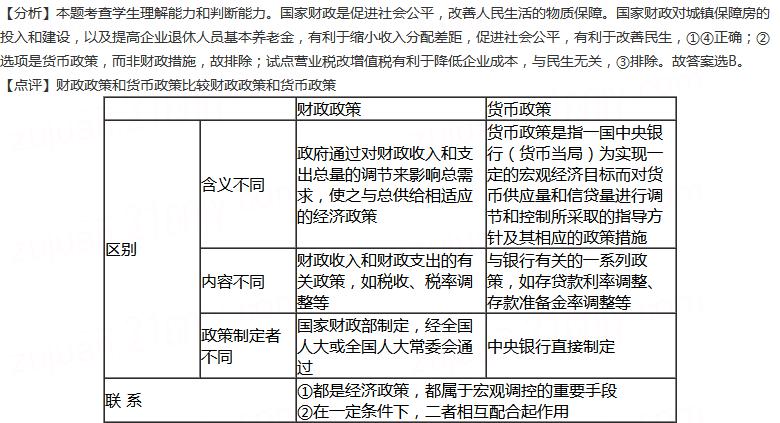 【分析】本题考查学生理解能力和判断能力。国家财政是促进社会公平，改善人民生活的物质保障。国家财政对城镇保障房的
投入和建设，以及提高企业退休人员基本养老金，有利于缩小收入分配差距，促进社会公平，有利于改善民生，①④正确；②
选项是货币政策，而非财政措施，故排除；试点营业税改增值税有利于降低企业成本，与民生无关，③排除。故答案选B。
【点评】财政政策和货币政策比较财政政策和货币政策
财政政策
货币政策
区别
含义不同
政府通过对财政收入和支
出总量的调节来影响总需
求，使之与总供给相适应
的经济政策
货币政策是指一国中央银
行（货币当局）为实现一
定的宏观经济目标而对货
币供应量和信贷量进行调
节和控制所采取的指导方
针及其相应的政策措施
内容不同
财政收入和财政支出的有
关政策，如税收、税率调
整等
与银行有关的一系列政
策，如存贷款利率调整、
存款准备金率调整等
政策制定者
不同
国家财政部制定，经全国
人大或全国人大常委会通
过
中央银行直接制定
联 系
①都是经济政策，都属于宏观调控的重要手段
②在一定条件下，二者相互配合起作用